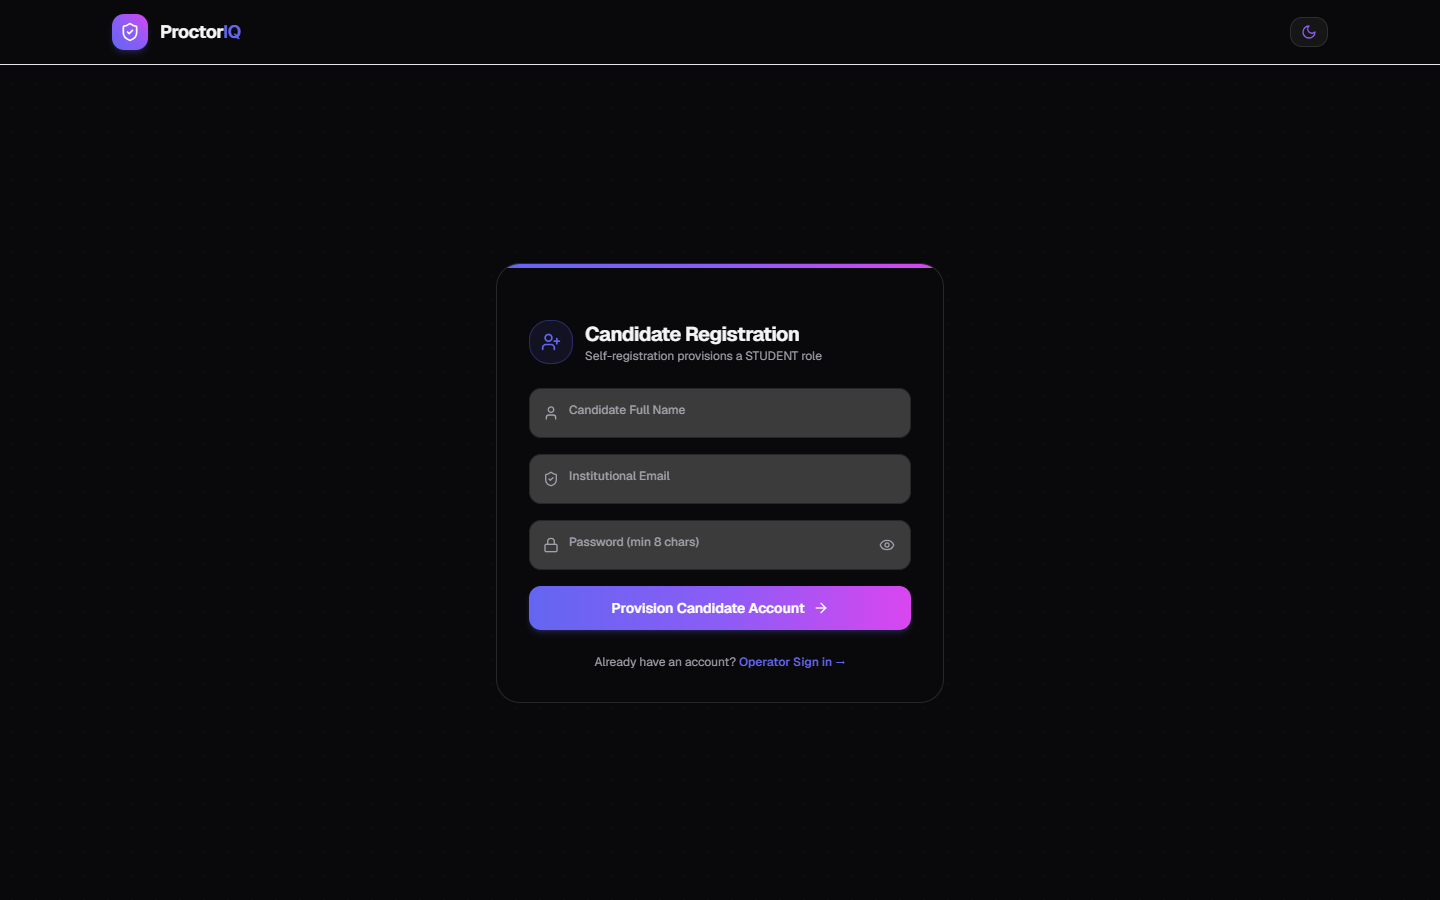 ProctorIQ
Candidate Registration
Self-registration provisions a STUDENT role
Candidate Full Name
Institutional Email
Password (min 8 chars)
Provision Candidate Account →
Already have an account? Operator Sign in →